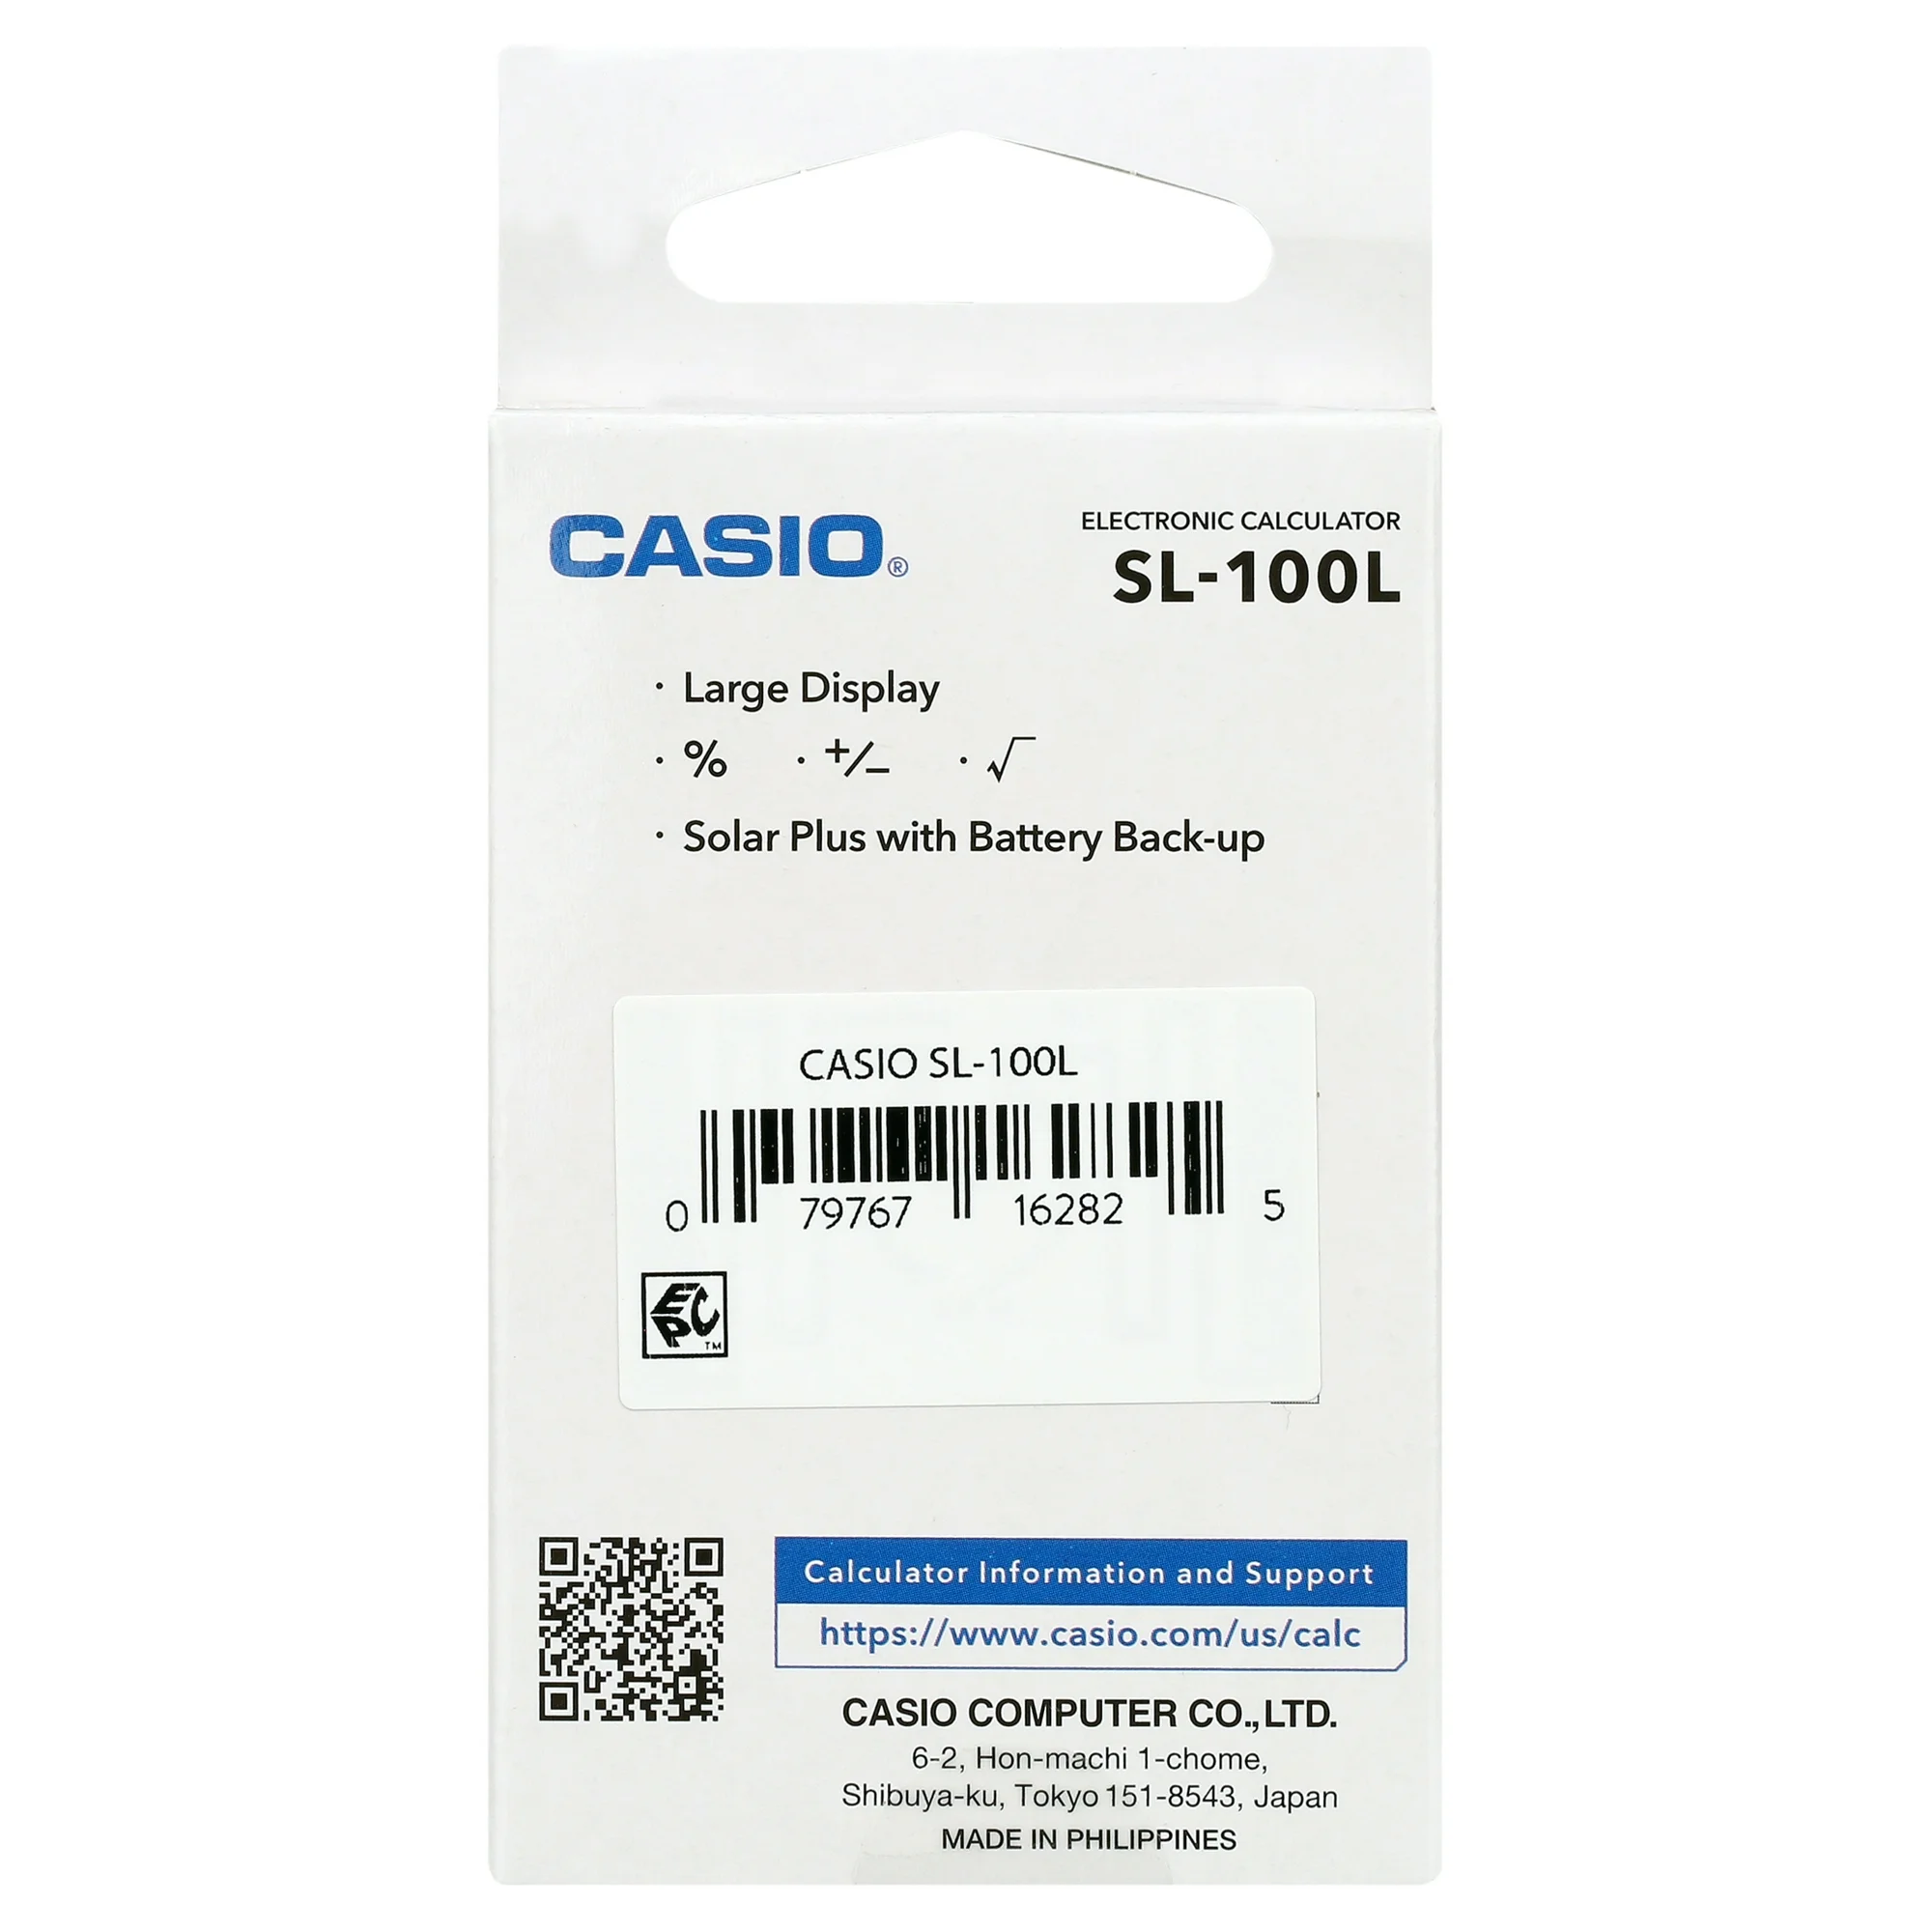 CASIO®
ELECTRONIC CALCULATOR
SL-100L
· Large Display
· % · +/− · √
· Solar Plus with Battery Back-up
CASIO SL-100L
0 79767 16282 5
EPC TM
Calculator Information and Support
https://www.casio.com/us/calc
CASIO COMPUTER CO.,LTD.
6-2, Hon-machi 1-chome,
Shibuya-ku, Tokyo 151-8543, Japan
MADE IN PHILIPPINES